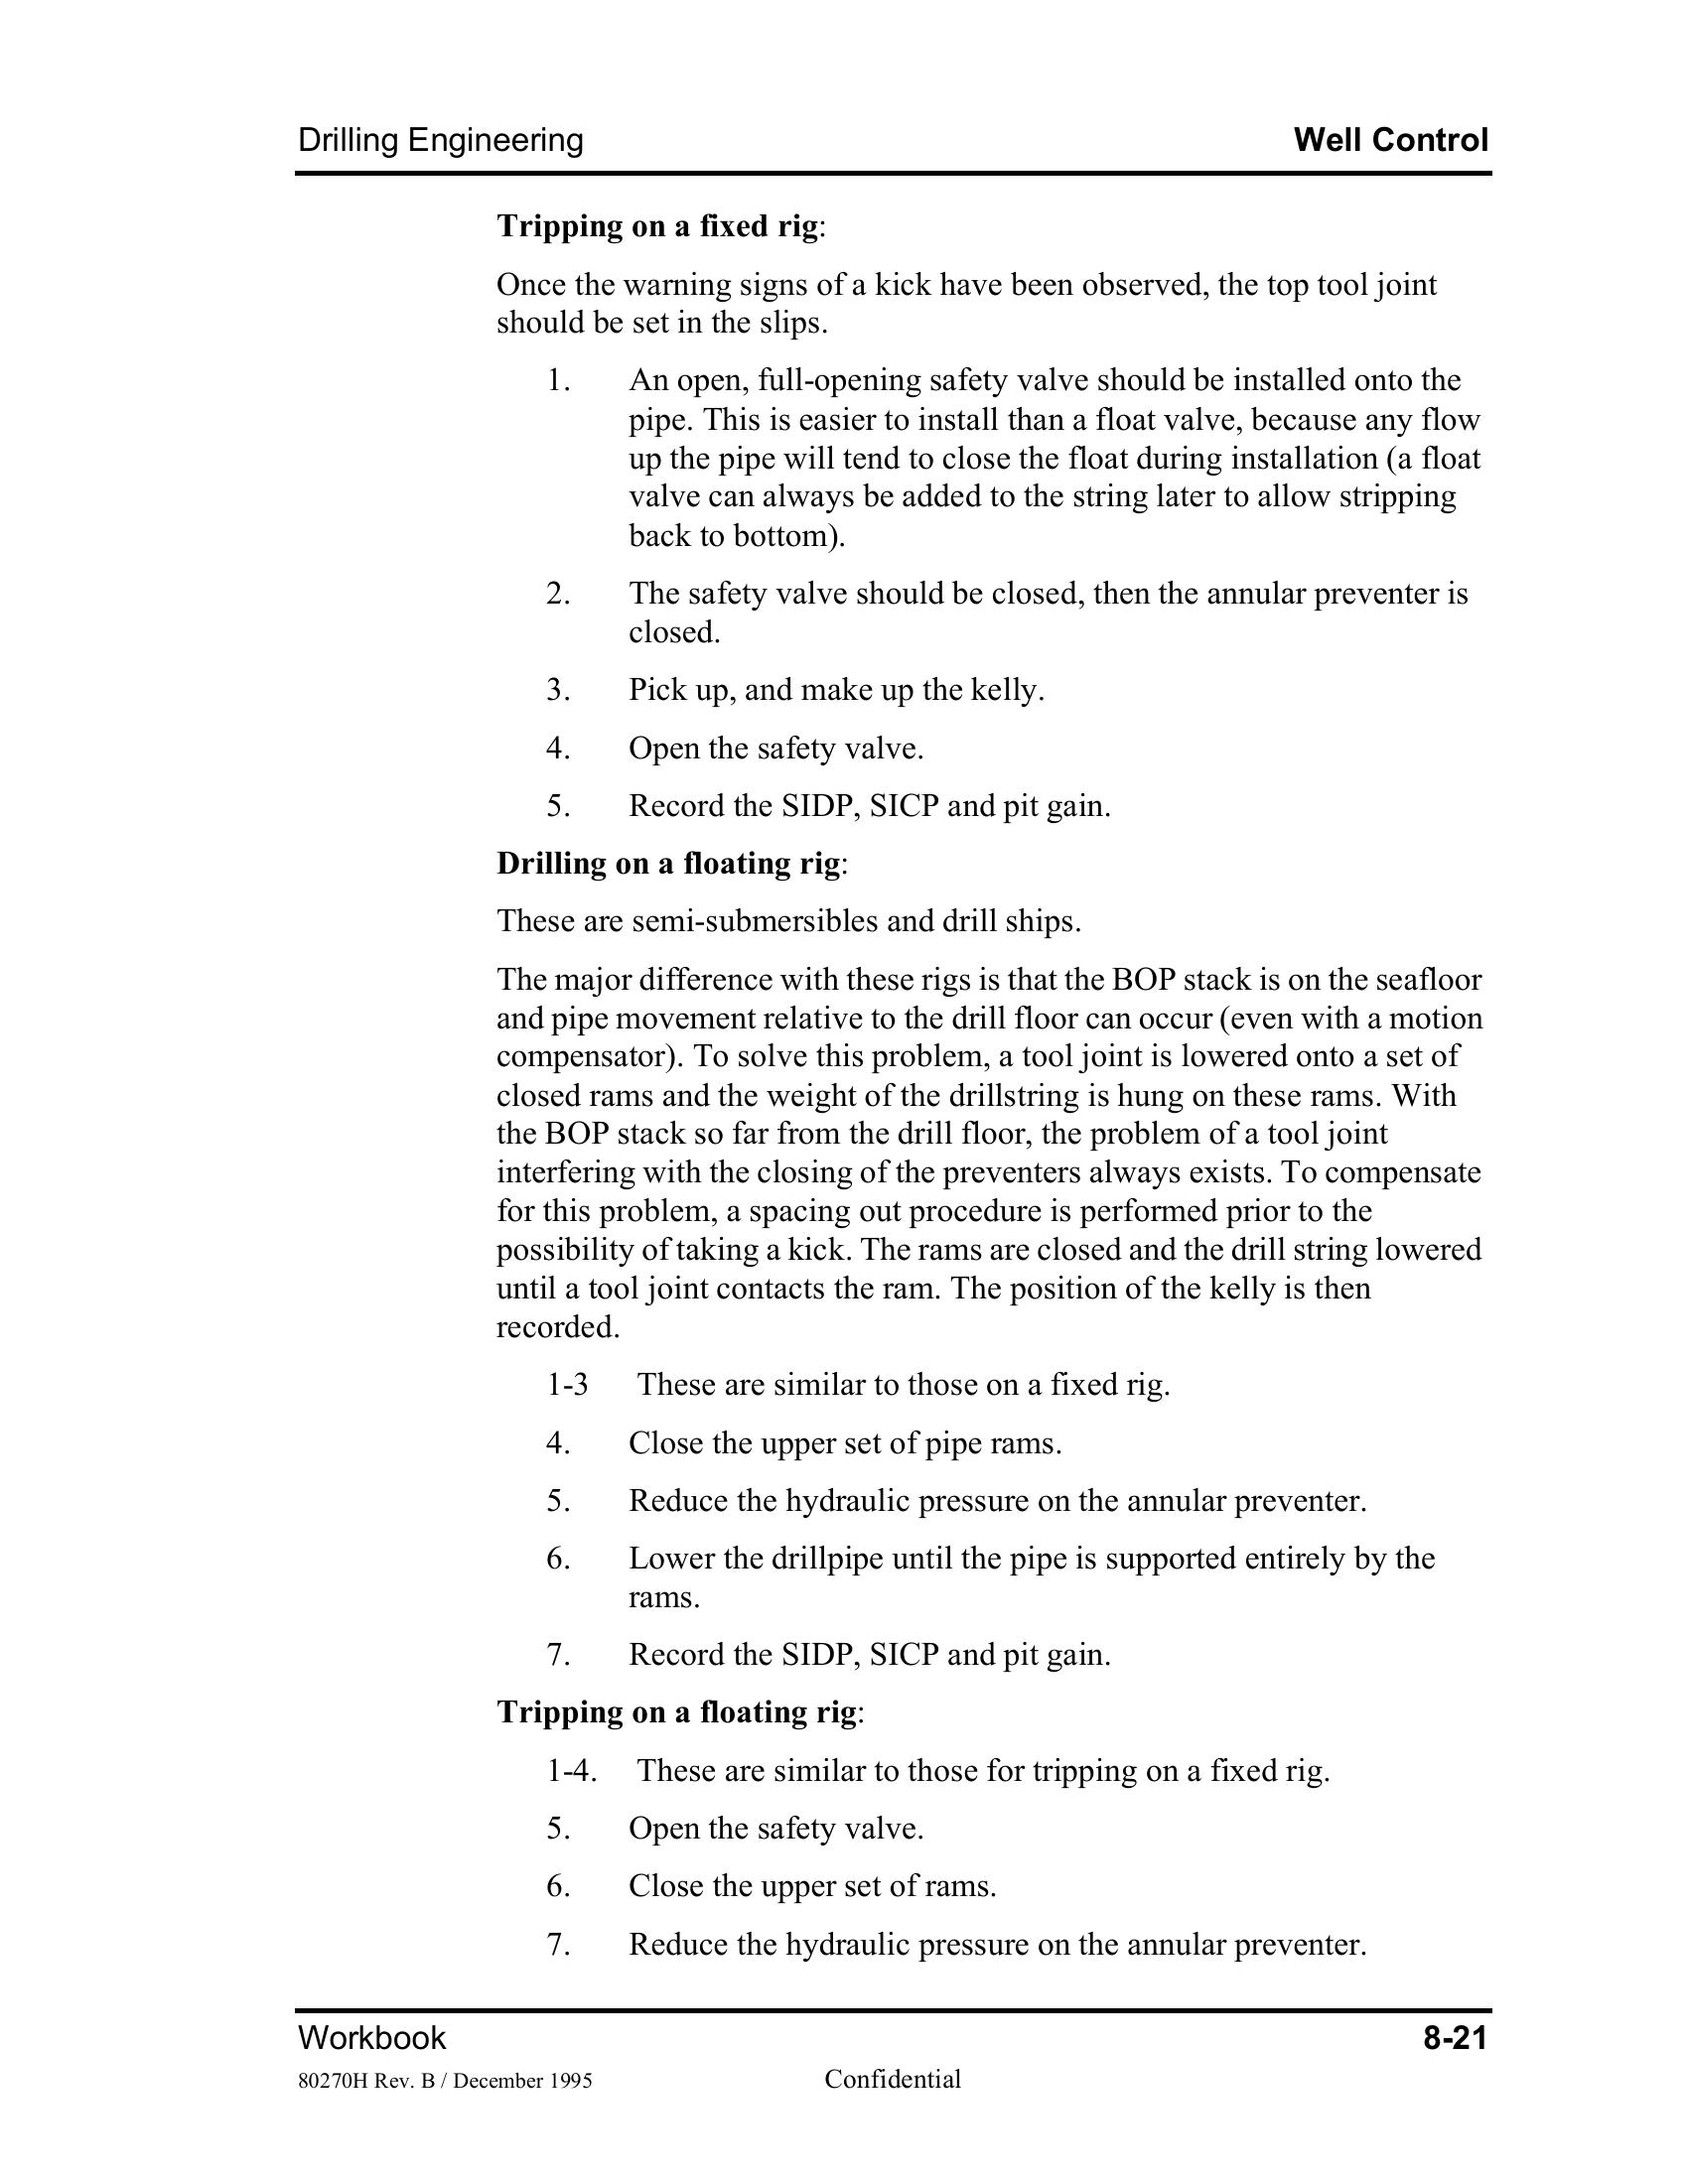 Drilling Engineering Well Control
Tripping on a fixed rig:
Once the warning signs of a kick have been observed, the top tool joint
should be set in the slips.
1. An open, full-opening safety valve should be installed onto the
pipe. This is easier to install than a float valve, because any flow
up the pipe will tend to close the float during installation (a float
valve can always be added to the string later to allow stripping
back to bottom).
2. The safety valve should be closed, then the annular preventer is
closed.
3. Pick up, and make up the kelly.
4. Open the safety valve.
5. Record the SIDP, SICP and pit gain.
Drilling on a floating rig:
These are semi-submersibles and drill ships.
The major difference with these rigs is that the BOP stack is on the seafloor
and pipe movement relative to the drill floor can occur (even with a motion
compensator). To solve this problem, a tool joint is lowered onto a set of
closed rams and the weight of the drillstring is hung on these rams. With
the BOP stack so far from the drill floor, the problem of a tool joint
interfering with the closing of the preventers always exists. To compensate
for this problem, a spacing out procedure is performed prior to the
possibility of taking a kick. The rams are closed and the drill string lowered
until a tool joint contacts the ram. The position of the kelly is then
recorded.
1-3 These are similar to those on a fixed rig.
4. Close the upper set of pipe rams.
5. Reduce the hydraulic pressure on the annular preventer.
6. Lower the drillpipe until the pipe is supported entirely by the
rams.
7. Record the SIDP, SICP and pit gain.
Tripping on a floating rig:
1-4. These are similar to those for tripping on a fixed rig.
5. Open the safety valve.
6. Close the upper set of rams.
7. Reduce the hydraulic pressure on the annular preventer.
Workbook 8-21
80270H Rev. B / December 1995 Confidential